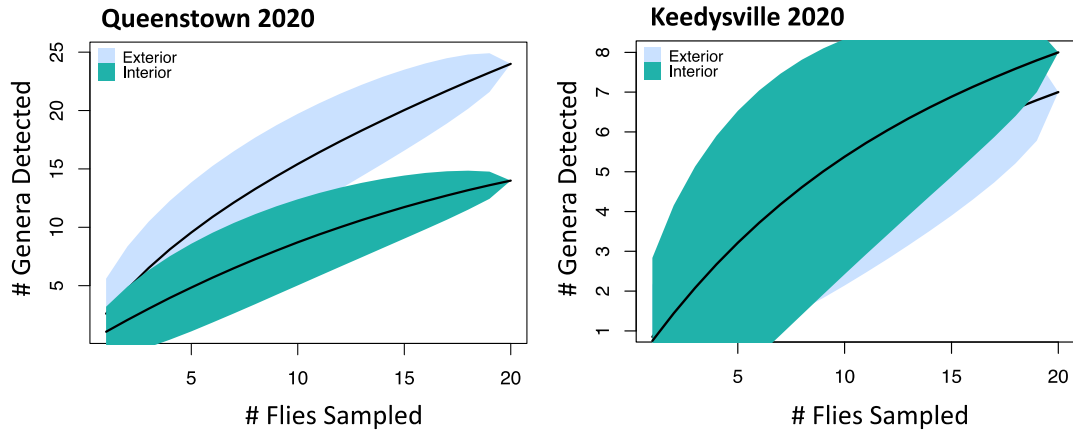 Queenstown 2020
Exterior
Interior
25
20
15
10
5
# Genera Detected
5
10
15
20
# Flies Sampled
Keedysville 2020
Exterior
Interior
8
7
6
5
4
3
2
1
# Genera Detected
5
10
15
20
# Flies Sampled